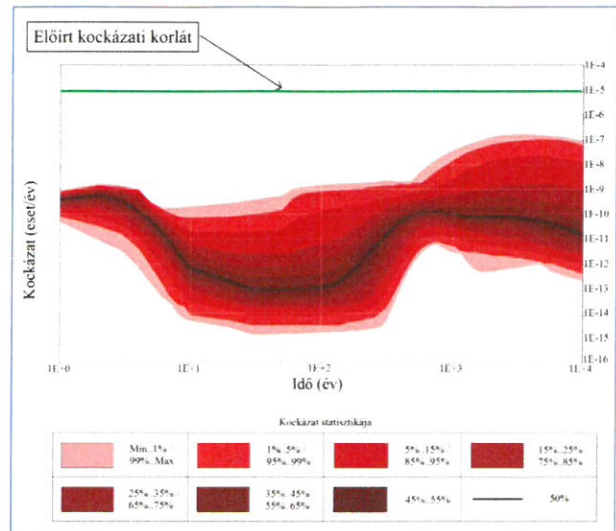 Előírt kockázati korlát
1E-4
1E-5
1E-6
1E-7
1E-8
1E-9
1E-10
1E-11
1E-12
1E-13
1E-14
1E-15
1E-16
Kockázat (eset/év)
1E+0 1E+1 1E+2 1E+3 1E+4
Idő (év)
Kockázat statisztikája
Min..1% /
99%..Max
1%..5% /
95%..99%
5%..15% /
85%..95%
15%..25%
75%..85%
25%..35%
65%..75%
35%..45%
55%..65%
45%..55%
50%